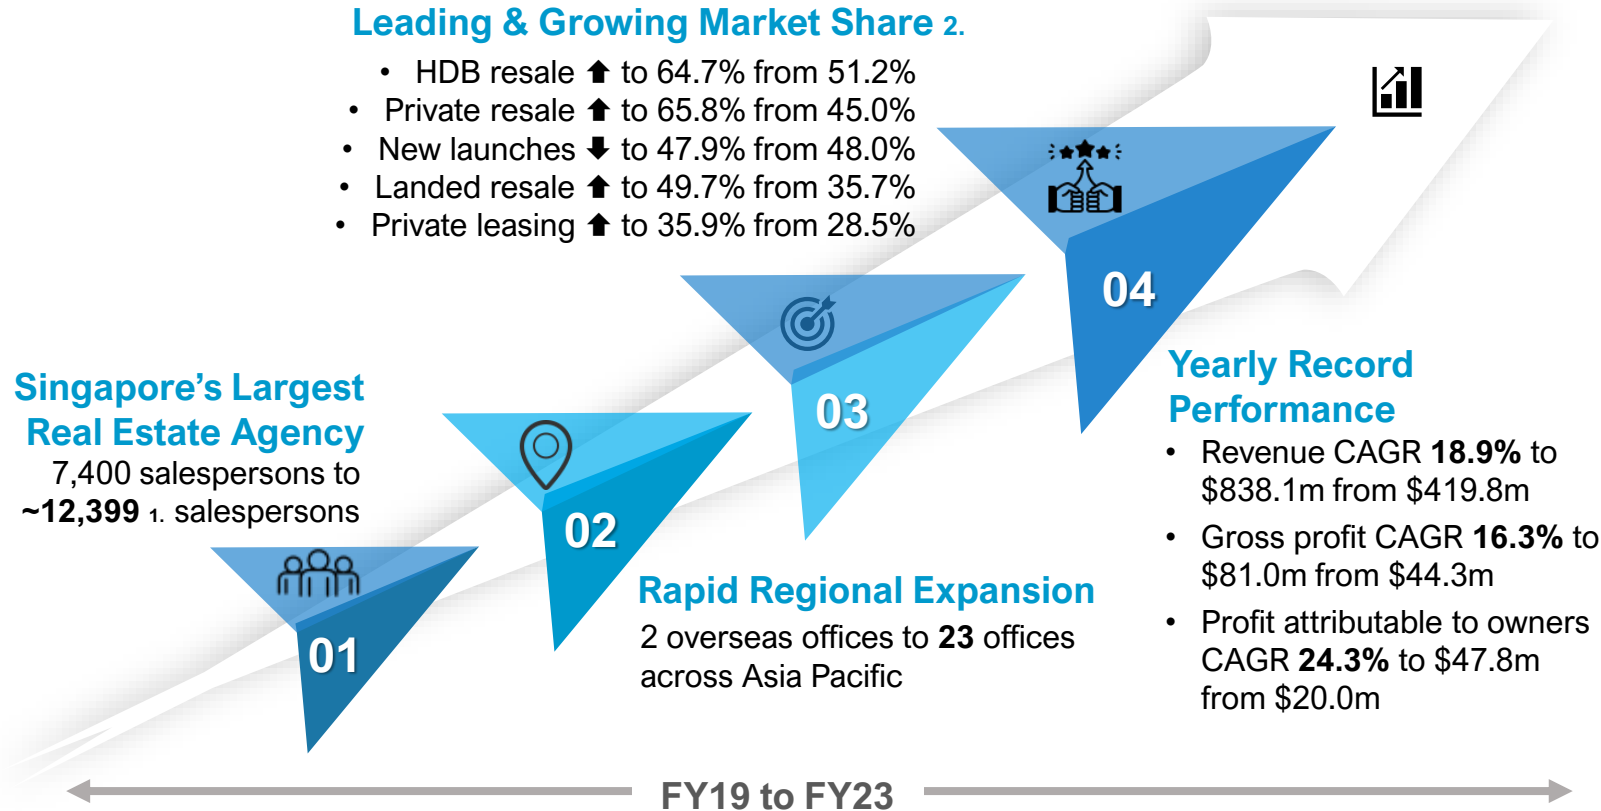 Leading & Growing Market Share 2.
• HDB resale ⬆ to 64.7% from 51.2%
• Private resale ⬆ to 65.8% from 45.0%
• New launches ⬇ to 47.9% from 48.0%
• Landed resale ⬆ to 49.7% from 35.7%
• Private leasing ⬆ to 35.9% from 28.5%
Singapore’s Largest
Real Estate Agency
7,400 salespersons to
~12,399 1. salespersons
01
02
03
04
Rapid Regional Expansion
2 overseas offices to 23 offices
across Asia Pacific
Yearly Record
Performance
• Revenue CAGR 18.9% to
$838.1m from $419.8m
• Gross profit CAGR 16.3% to
$81.0m from $44.3m
• Profit attributable to owners
CAGR 24.3% to $47.8m
from $20.0m
FY19 to FY23